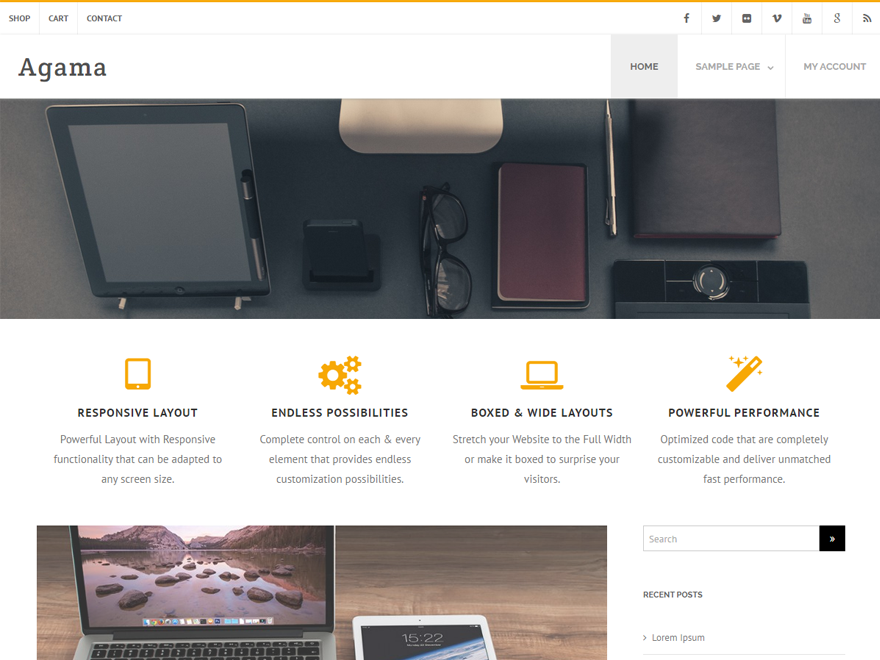 SHOP CART CONTACT
Agama
HOME SAMPLE PAGE MY ACCOUNT
RESPONSIVE LAYOUT
Powerful Layout with Responsive
functionality that can be adapted to
any screen size.
ENDLESS POSSIBILITIES
Complete control on each & every
element that provides endless
customization possibilities.
BOXED & WIDE LAYOUTS
Stretch your Website to the Full Width
or make it boxed to surprise your
visitors.
POWERFUL PERFORMANCE
Optimized code that are completely
customizable and deliver unmatched
fast performance.
15:22
Search »
RECENT POSTS
Lorem Ipsum